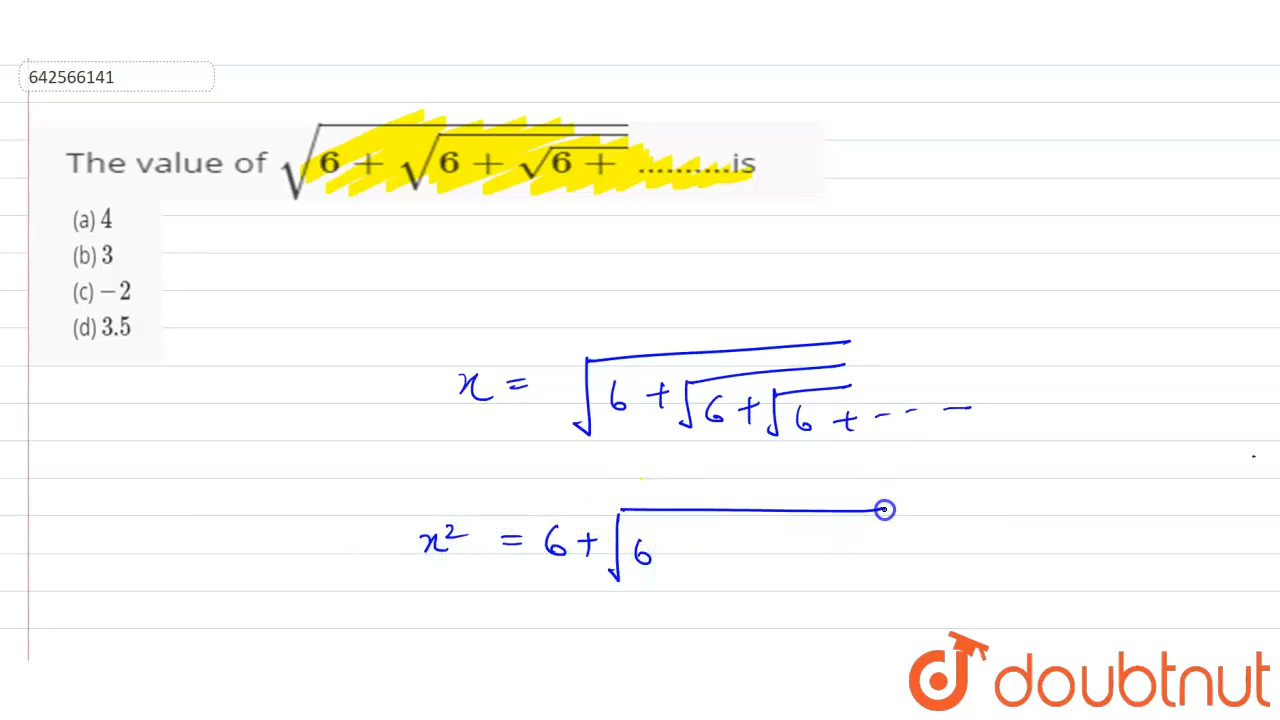 642566141
The value of √(6 + √(6 + √(6 + ..........is
(a) 4
(b) 3
(c) −2
(d) 3.5
x = √(6 + √(6 + √(6 + - - -
x² = 6 + √6
doubtnut